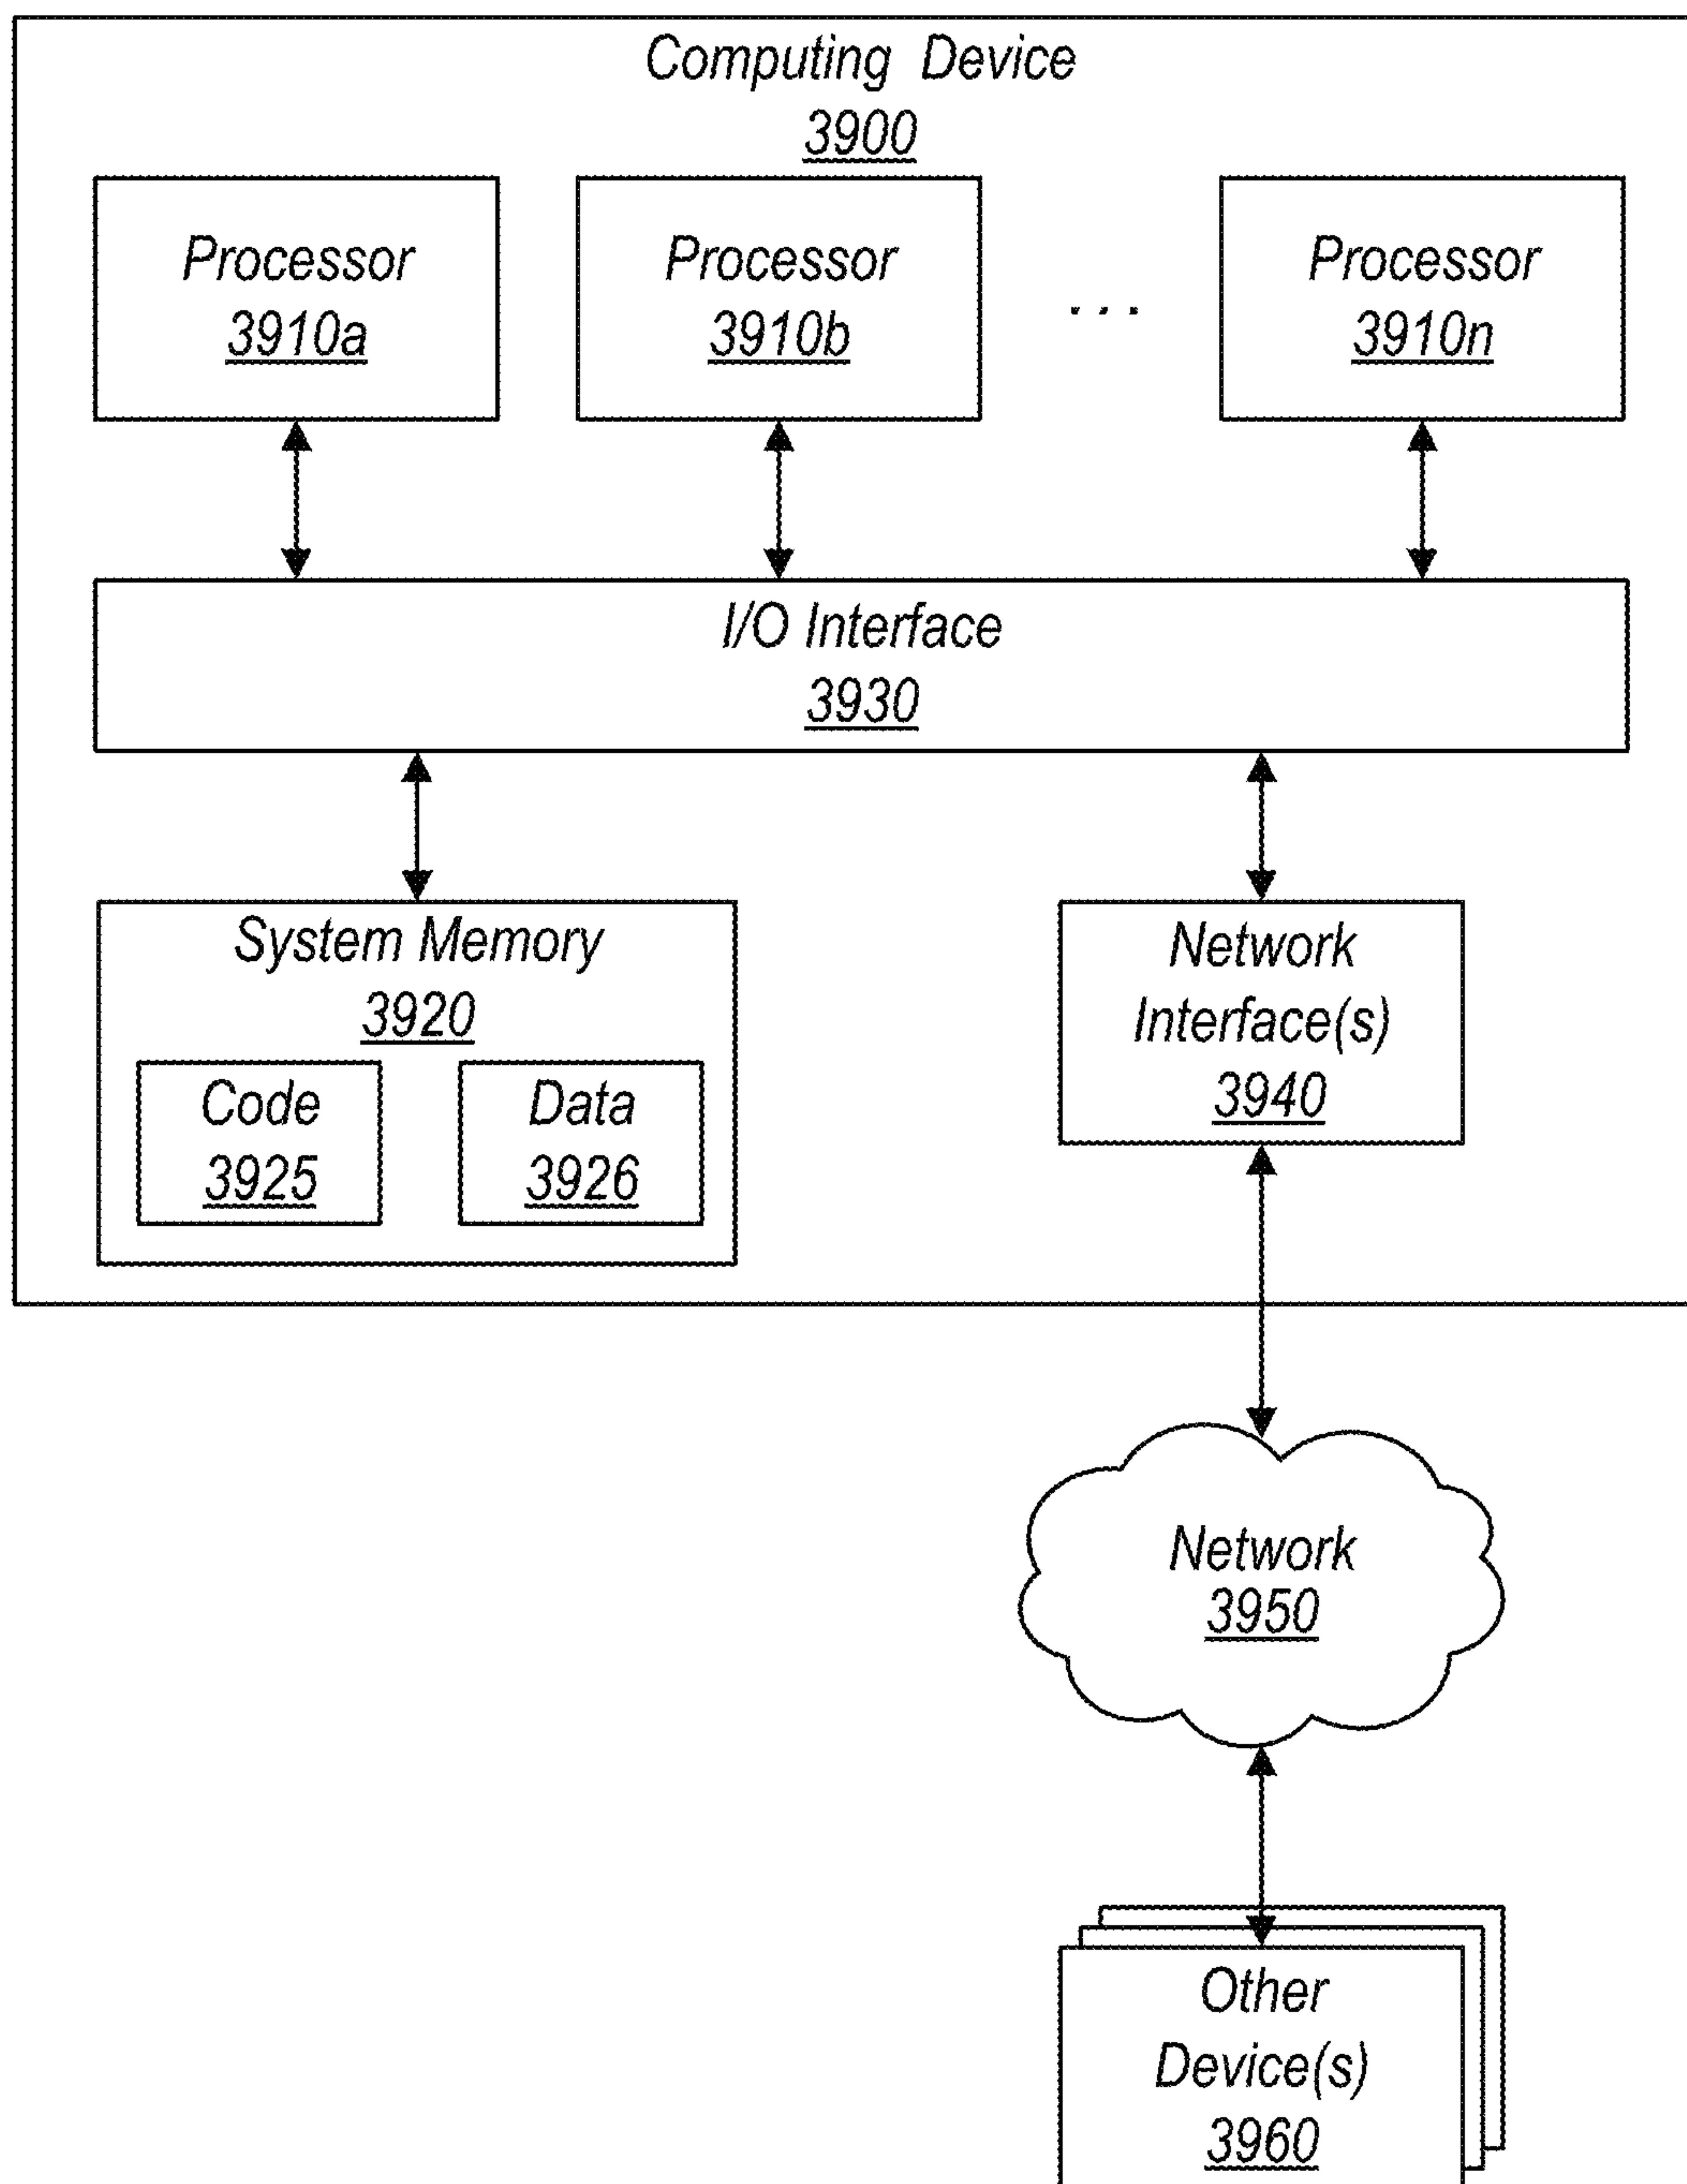 Computing Device
3900
Processor
3910a
Processor
3910b
. . .
Processor
3910n
I/O Interface
3930
System Memory
3920
Code
3925
Data
3926
Network
Interface(s)
3940
Network
3950
Other
Device(s)
3960